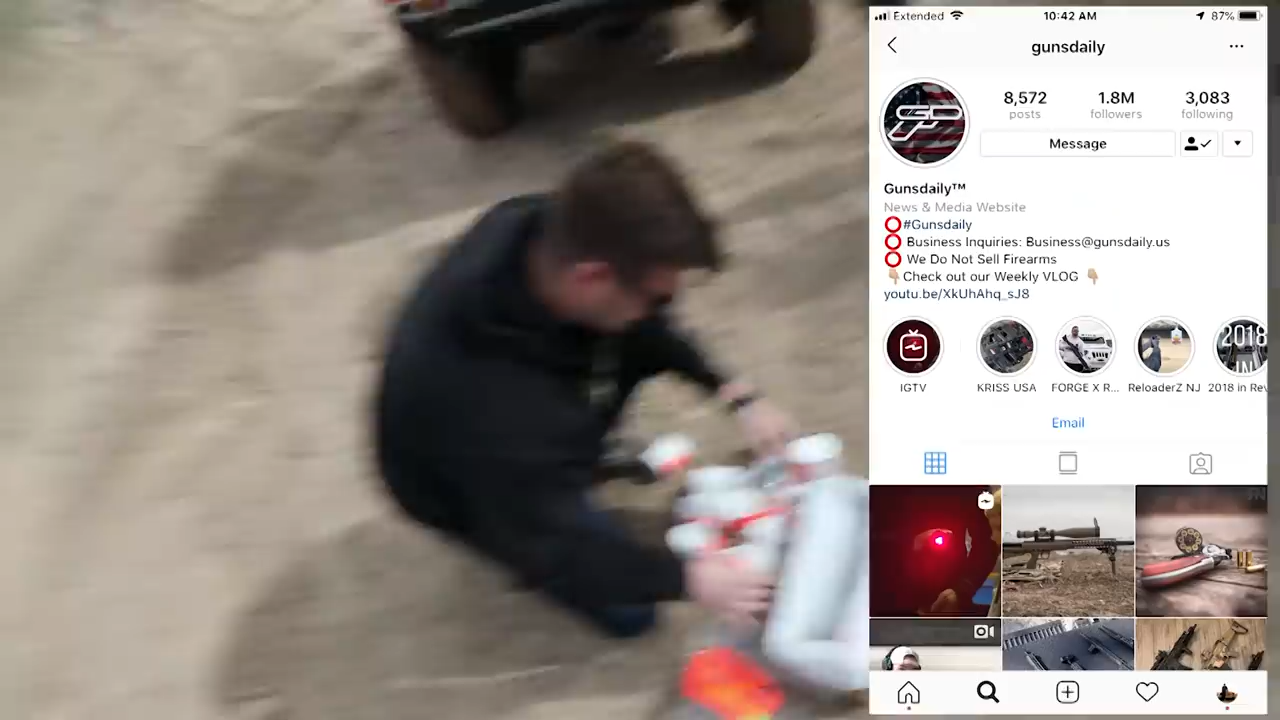 Extended
10:42 AM
87%
gunsdaily
8,572
1.8M
3,083
posts
followers
following
Message
Gunsdaily™
News & Media Website
⭕#Gunsdaily
⭕ Business Inquiries: Business@gunsdaily.us
⭕ We Do Not Sell Firearms
👇🏼Check out our Weekly VLOG 👇🏼
youtu.be/XkUhAhq_sJ8
2018
IN
IGTV
KRISS USA
FORGE X R...
ReloaderZ NJ
2018 in Rev
Email